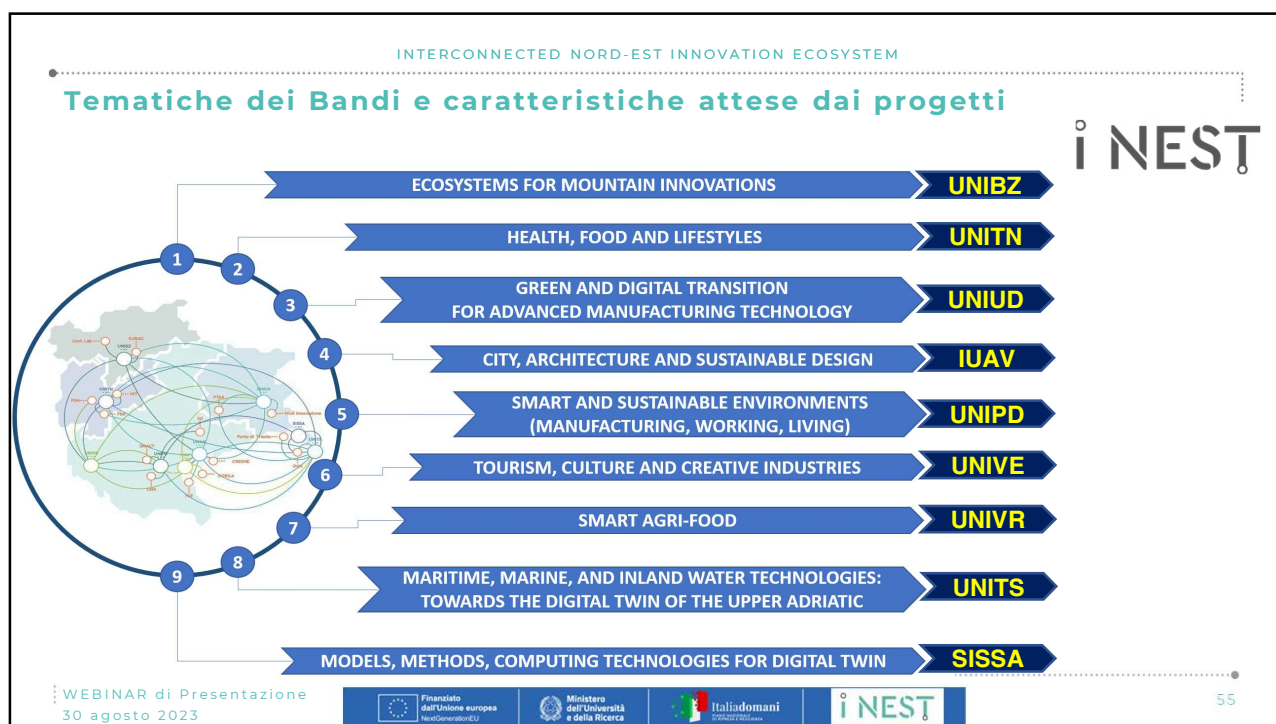 INTERCONNECTED NORD-EST INNOVATION ECOSYSTEM
Tematiche dei Bandi e caratteristiche attese dai progetti
i NEST
1
ECOSYSTEMS FOR MOUNTAIN INNOVATIONS
UNIBZ
2
HEALTH, FOOD AND LIFESTYLES
UNITN
3
GREEN AND DIGITAL TRANSITION
FOR ADVANCED MANUFACTURING TECHNOLOGY
UNIUD
4
CITY, ARCHITECTURE AND SUSTAINABLE DESIGN
IUAV
5
SMART AND SUSTAINABLE ENVIRONMENTS
(MANUFACTURING, WORKING, LIVING)
UNIPD
6
TOURISM, CULTURE AND CREATIVE INDUSTRIES
UNIVE
7
SMART AGRI-FOOD
UNIVR
8
MARITIME, MARINE, AND INLAND WATER TECHNOLOGIES:
TOWARDS THE DIGITAL TWIN OF THE UPPER ADRIATIC
UNITS
9
MODELS, METHODS, COMPUTING TECHNOLOGIES FOR DIGITAL TWIN
SISSA
WEBINAR di Presentazione
30 agosto 2023
Finanziato
dall'Unione europea
NextGenerationEU
Ministero
dell'Università
e della Ricerca
Italiadomani
PIANO NAZIONALE
DI RIPRESA E RESILIENZA
i NEST
55